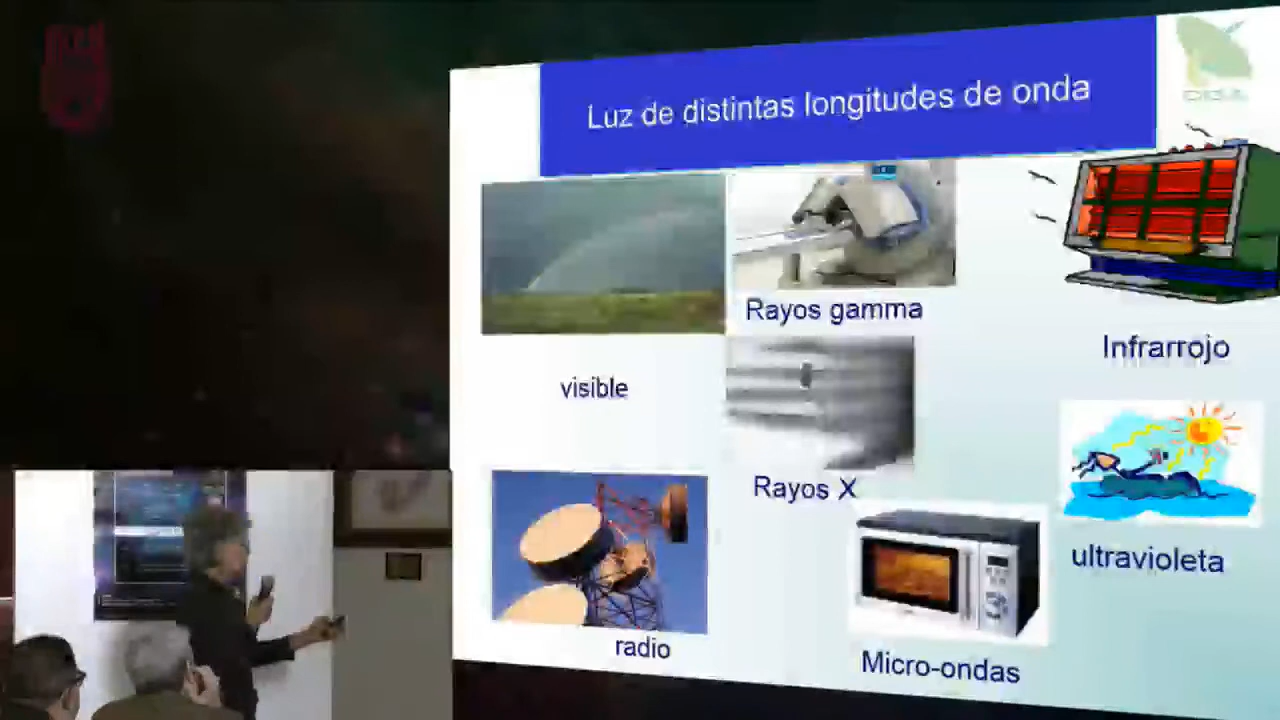 Luz de distintas longitudes de onda
Rayos gamma
Infrarrojo
visible
Rayos X
ultravioleta
radio
Micro-ondas